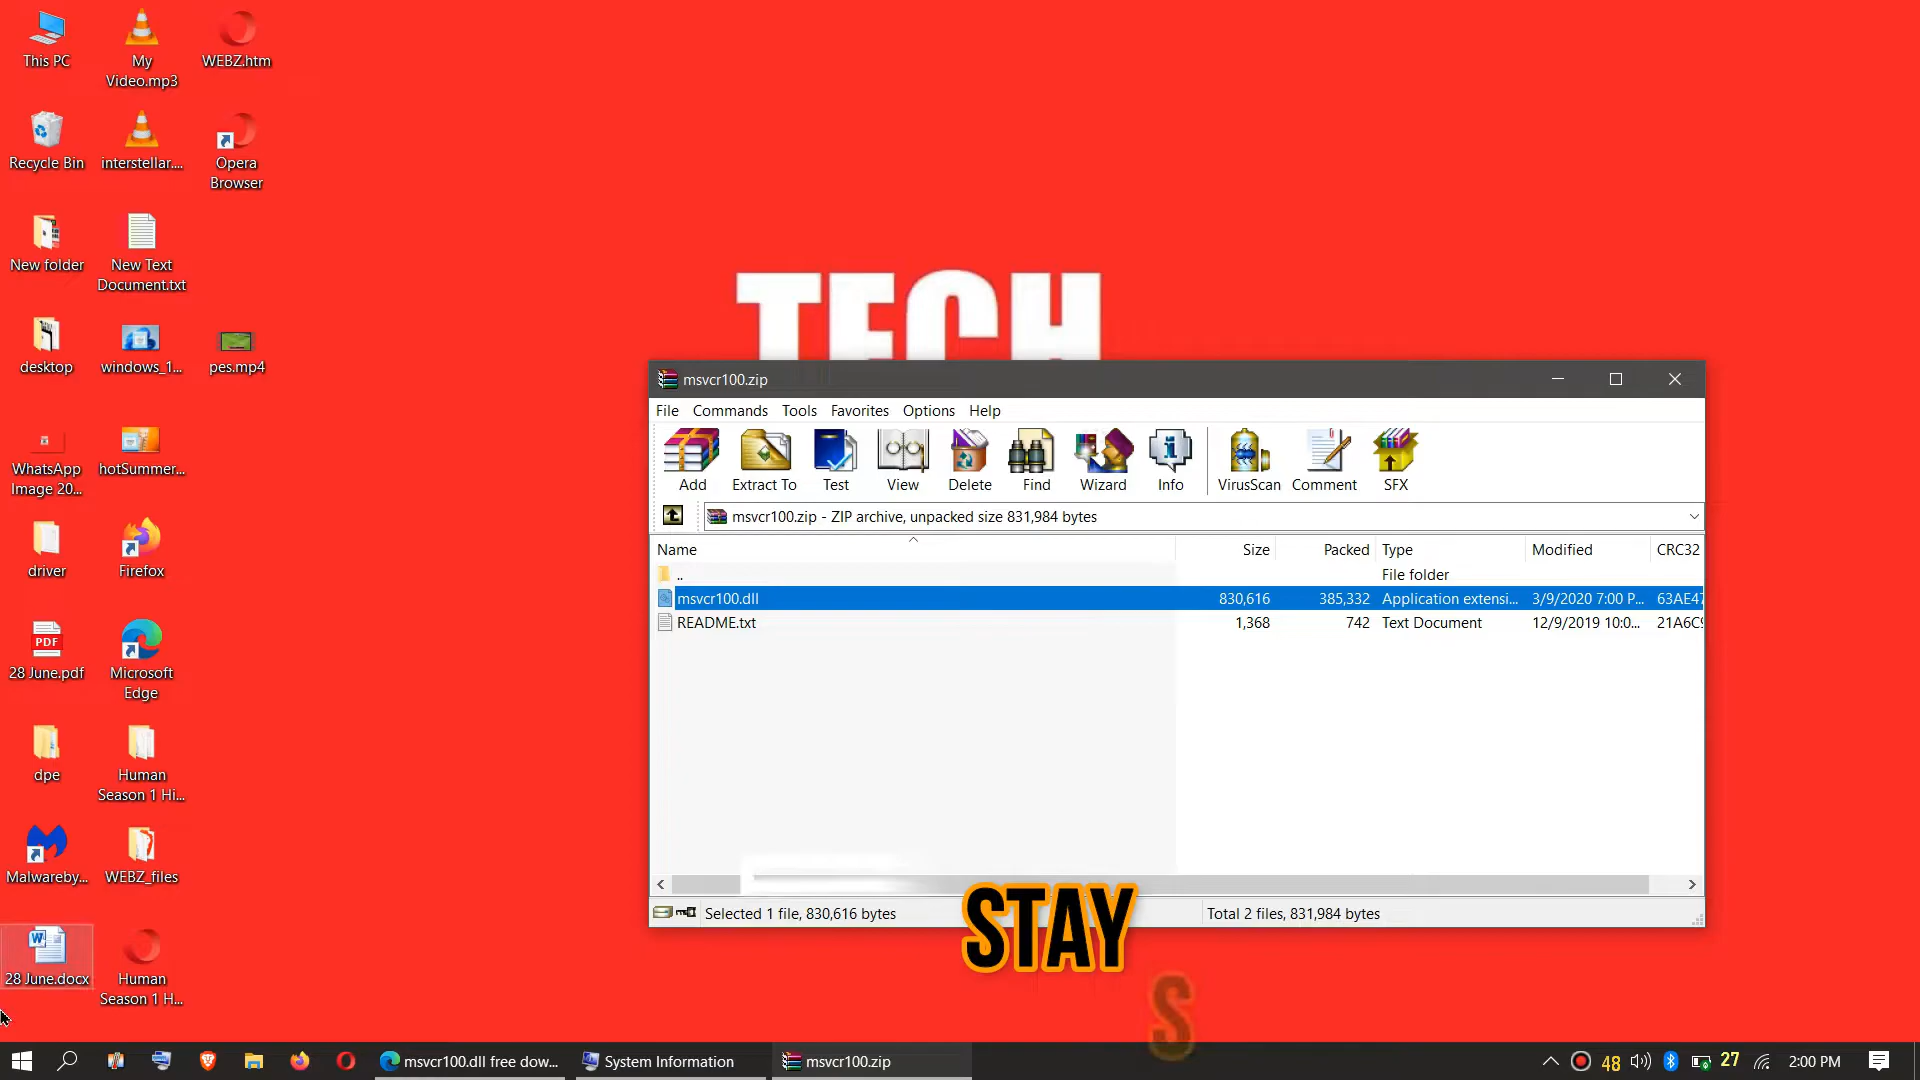 This PC
My
Video.mp3
WEBZ.htm
Recycle Bin
interstellar....
Opera
Browser
New folder
New Text
Document.txt
desktop
windows_1...
pes.mp4
WhatsApp
Image 20...
hotSummer...
driver
Firefox
28 June.pdf
Microsoft
Edge
dpe
Human
Season 1 Hi...
Malwareby...
WEBZ_files
28 June.docx
Human
Season 1 H...
TECH
msvcr100.zip
File Commands Tools Favorites Options Help
Add Extract To Test View Delete Find Wizard Info VirusScan Comment SFX
msvcr100.zip - ZIP archive, unpacked size 831,984 bytes
Name Size Packed Type Modified CRC32
.. File folder
msvcr100.dll 830,616 385,332 Application extensi... 3/9/2020 7:00 P... 63AE47
README.txt 1,368 742 Text Document 12/9/2019 10:0... 21A6C9
Selected 1 file, 830,616 bytes
Total 2 files, 831,984 bytes
STAY
S
msvcr100.dll free dow...
System Information
msvcr100.zip
48
27
2:00 PM